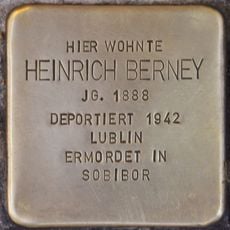 HIER WOHNTE
HEINRICH BERNEY
JG. 1888
DEPORTIERT 1942
LUBLIN
ERMORDET IN
SOBIBOR